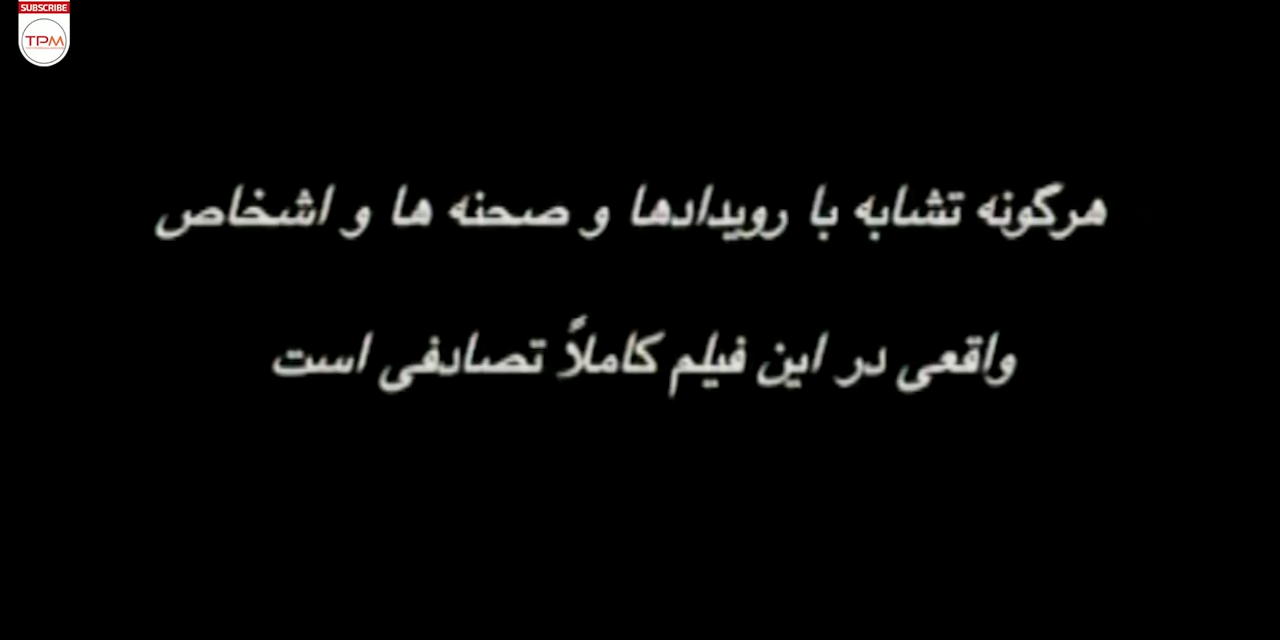 SUBSCRIBE
TPM
هرگونه تشابه با رویدادها و صحنه ها و اشخاص
واقعی در این فیلم کاملاً تصادفی است